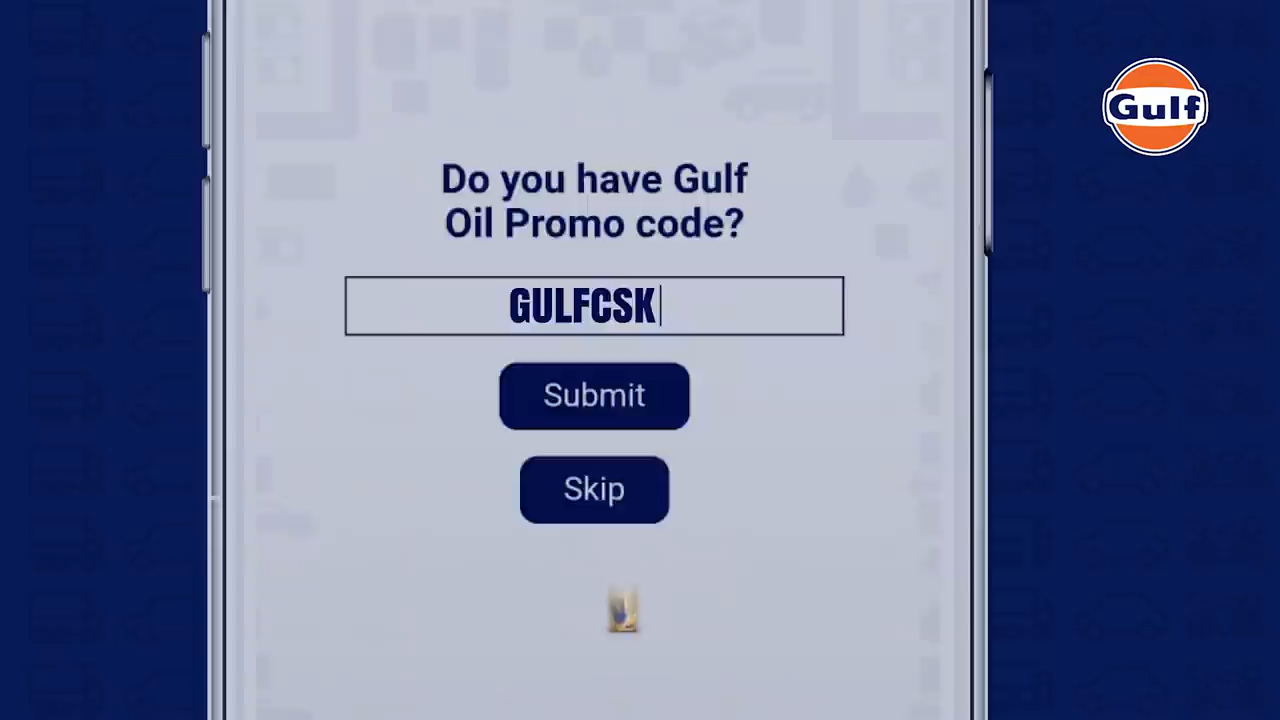 Gulf
Do you have Gulf
Oil Promo code?
GULFCSK
Submit
Skip